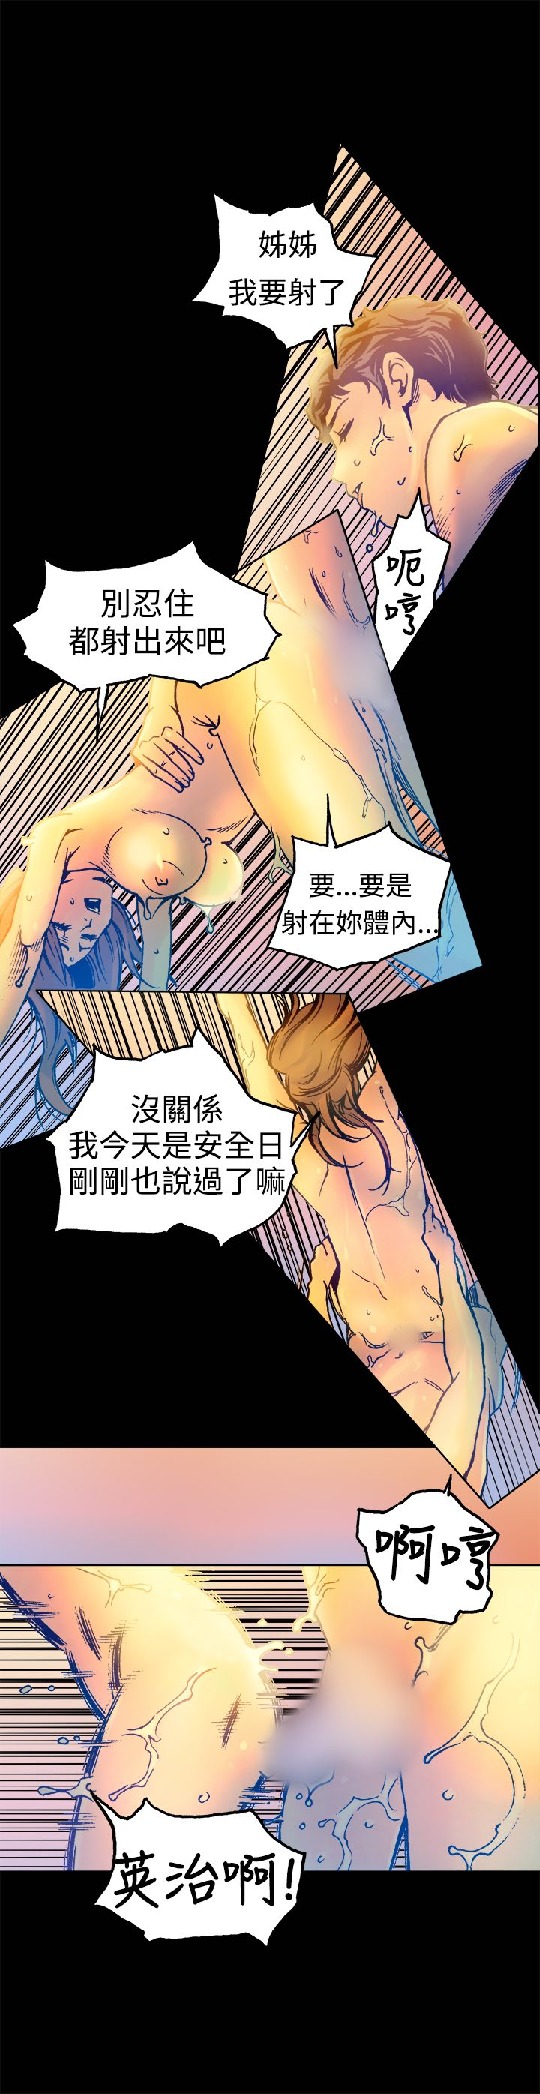 姊姊
我要射了
呃
哼
別忍住
都射出來吧
要...要是
射在妳體內...
沒關係
我今天是安全日
剛剛也說過了嘛
啊哼
英治啊!